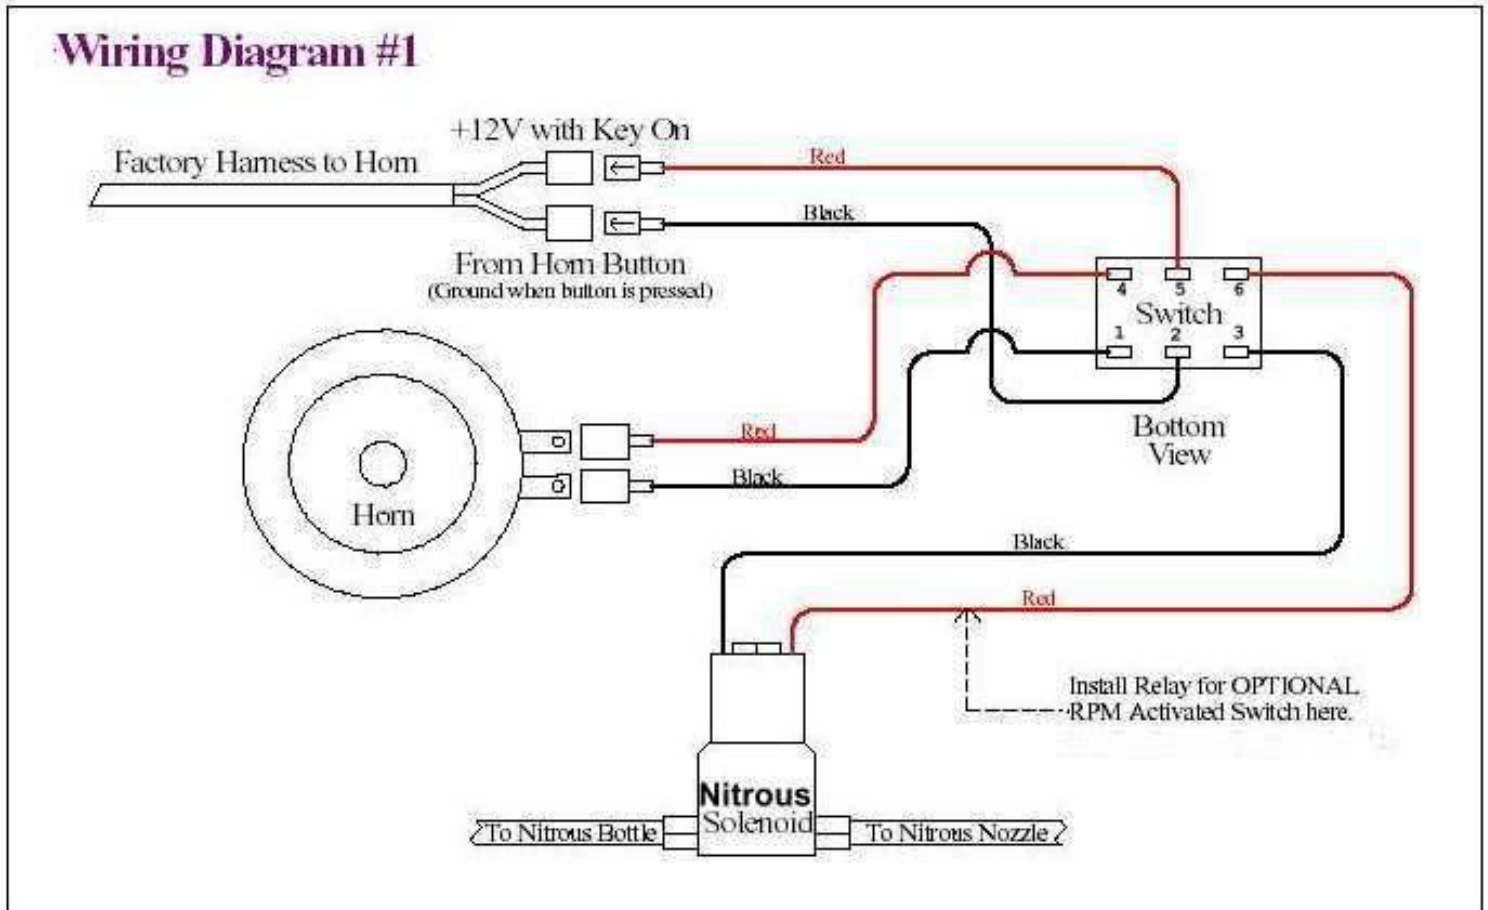 Wiring Diagram #1
+12V with Key On
Factory Harness to Horn
Red
Black
From Horn Button
(Ground when button is pressed)
4 5 6
Switch
1 2 3
Bottom
View
Red
Black
Horn
Black
Red
Install Relay for OPTIONAL
RPM Activated Switch here.
Nitrous
Solenoid
To Nitrous Bottle
To Nitrous Nozzle